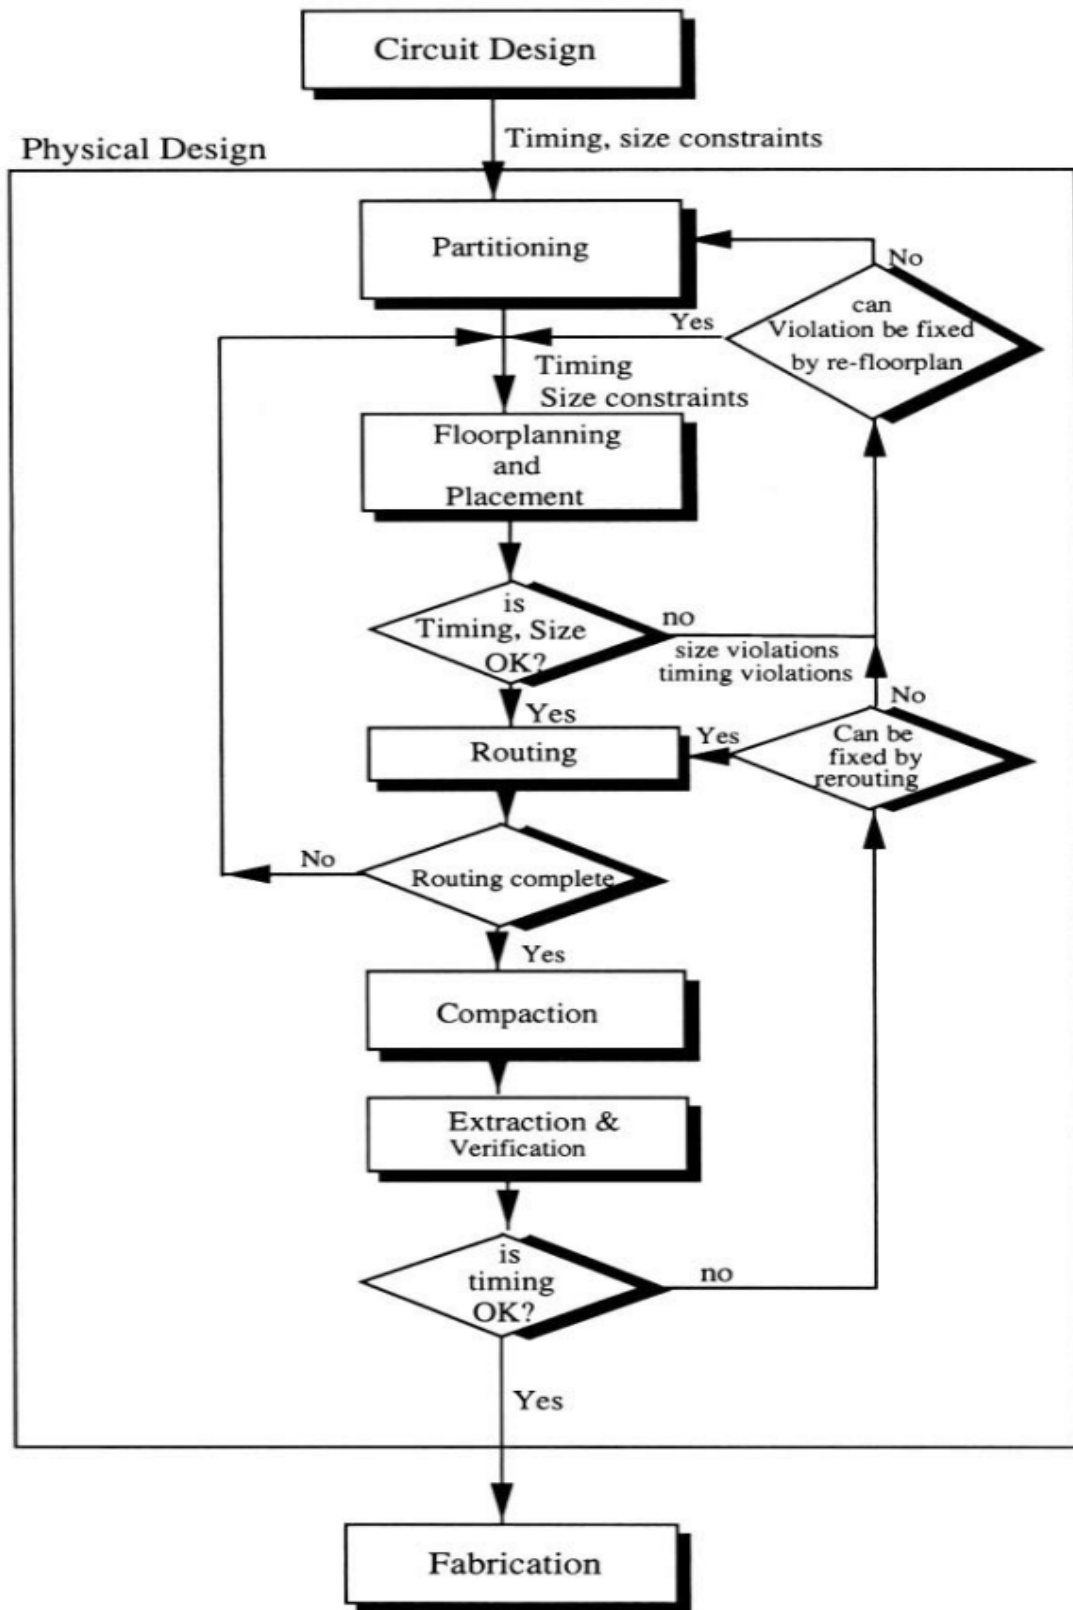 Circuit Design
Timing, size constraints
Physical Design
Partitioning
No
can
Violation be fixed
by re-floorplan
Yes
Timing
Size constraints
Floorplanning
and
Placement
is
Timing, Size
OK?
no
size violations
timing violations
Yes
No
Routing
Yes
Can be
fixed by
rerouting
No
Routing complete
Yes
Compaction
Extraction &
Verification
is
timing
OK?
no
Yes
Fabrication